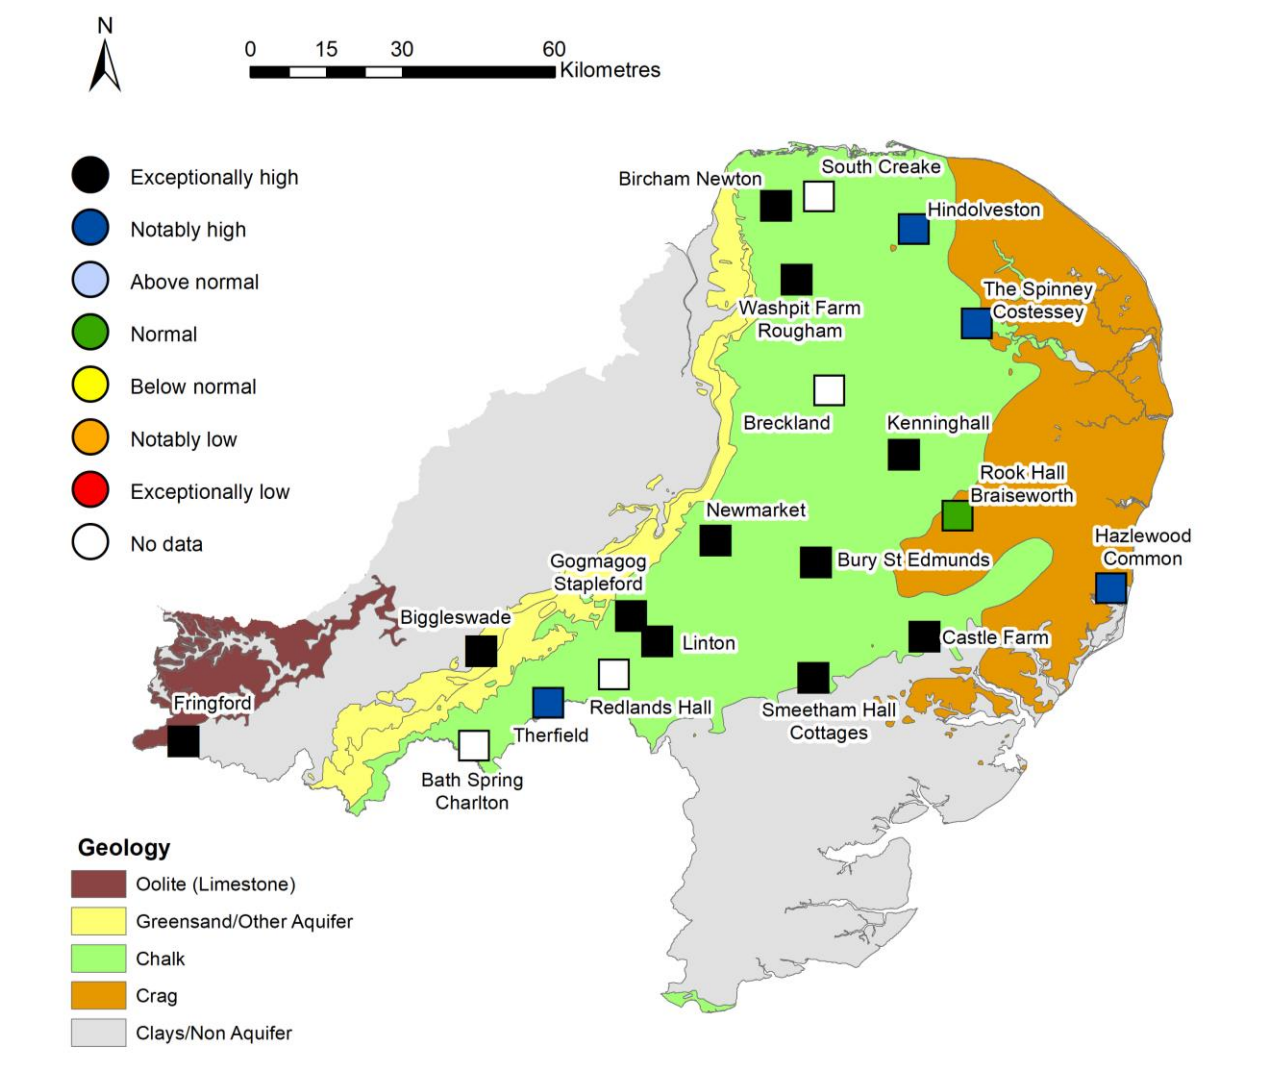 N
0 15 30 60
Kilometres
Exceptionally high
Notably high
Above normal
Normal
Below normal
Notably low
Exceptionally low
No data
South Creake
Bircham Newton
Hindolveston
The Spinney
Costessey
Washpit Farm
Rougham
Breckland
Kenninghall
Rook Hall
Braiseworth
Newmarket
Hazlewood
Common
Gogmagog
Stapleford
Bury St Edmunds
Biggleswade
Linton
Castle Farm
Fringford
Redlands Hall
Smeetham Hall
Cottages
Therfield
Bath Spring
Charlton
Geology
Oolite (Limestone)
Greensand/Other Aquifer
Chalk
Crag
Clays/Non Aquifer